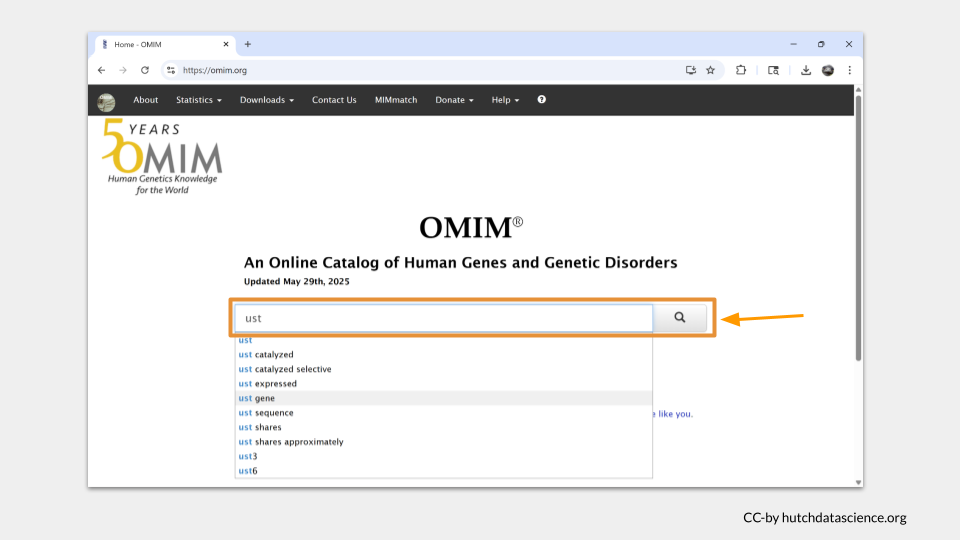 Home - OMIM
https://omim.org
About Statistics Downloads Contact Us MIMmatch Donate Help
50 YEARS
OMIM
Human Genetics Knowledge
for the World
OMIM®
An Online Catalog of Human Genes and Genetic Disorders
Updated May 29th, 2025
ust
ust
ust catalyzed
ust catalyzed selective
ust expressed
ust gene
ust sequence
ust shares
ust shares approximately
ust3
ust6
like you.
CC-by hutchdatascience.org